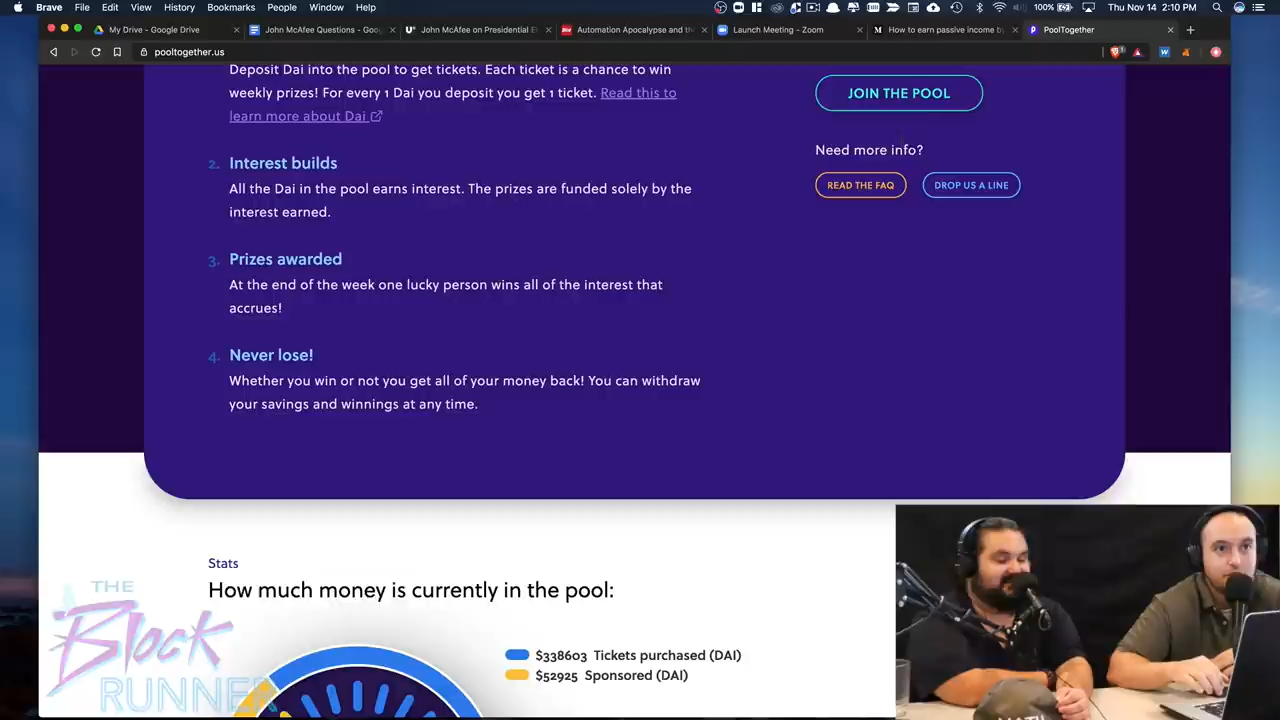 Brave File Edit View History Bookmarks People Window Help 100% Thu Nov 14 2:10 PM
My Drive - Google Drive
John McAfee Questions - Goo
John McAfee on Presidential E
Automation Apocalypse and th
Launch Meeting - Zoom
How to earn passive income b
PoolTogether
pooltogether.us
Deposit Dai into the pool to get tickets. Each ticket is a chance to win
weekly prizes! For every 1 Dai you deposit you get 1 ticket. Read this to
learn more about Dai
JOIN THE POOL
Need more info?
READ THE FAQ
DROP US A LINE
2. Interest builds
All the Dai in the pool earns interest. The prizes are funded solely by the
interest earned.
3. Prizes awarded
At the end of the week one lucky person wins all of the interest that
accrues!
4. Never lose!
Whether you win or not you get all of your money back! You can withdraw
your savings and winnings at any time.
Stats
How much money is currently in the pool:
$338603 Tickets purchased (DAI)
$52925 Sponsored (DAI)
THE
Block
RUNNER